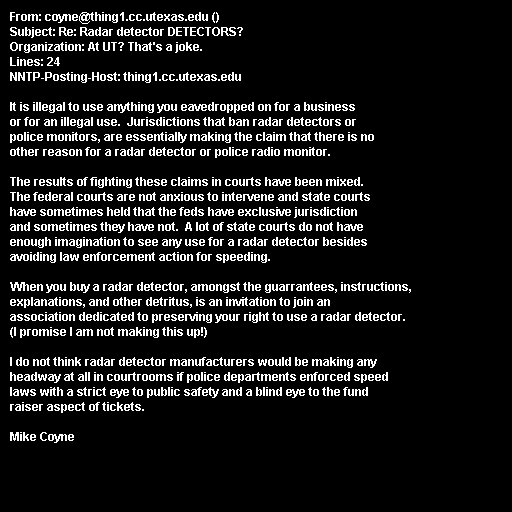 From: coyne@thing1.cc.utexas.edu ()
Subject: Re: Radar detector DETECTORS?
Organization: At UT? That's a joke.
Lines: 24
NNTP-Posting-Host: thing1.cc.utexas.edu

It is illegal to use anything you eavedropped on for a business
or for an illegal use.  Jurisdictions that ban radar detectors or
police monitors, are essentially making the claim that there is no
other reason for a radar detector or police radio monitor.

The results of fighting these claims in courts have been mixed.
The federal courts are not anxious to intervene and state courts
have sometimes held that the feds have exclusive jurisdiction
and sometimes they have not.  A lot of state courts do not have
enough imagination to see any use for a radar detector besides
avoiding law enforcement action for speeding.

When you buy a radar detector, amongst the guarrantees, instructions,
explanations, and other detritus, is an invitation to join an
association dedicated to preserving your right to use a radar detector.
(I promise I am not making this up!)

I do not think radar detector manufacturers would be making any
headway at all in courtrooms if police departments enforced speed
laws with a strict eye to public safety and a blind eye to the fund
raiser aspect of tickets.

Mike Coyne